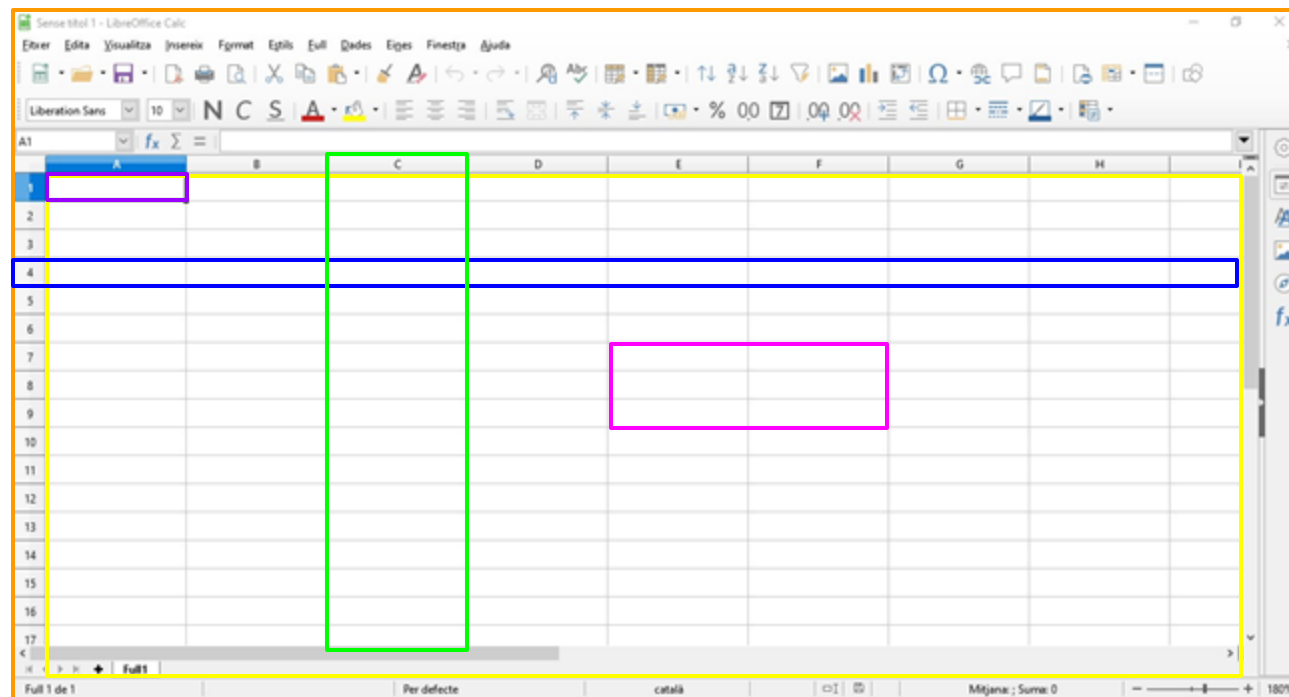 Sense títol 1 - LibreOffice Calc
Fitxer Edita Visualitza Insereix Format Estils Full Dades Eines Finestra Ajuda
Liberation Sans 10 N C S A % 0,0 7
A1 fx Σ =
A B C D E F G H
1
2
3
4
5
6
7
8
9
10
11
12
13
14
15
16
17
Full1
Full 1 de 1 Per defecte català Mitjana: ; Suma: 0 180%